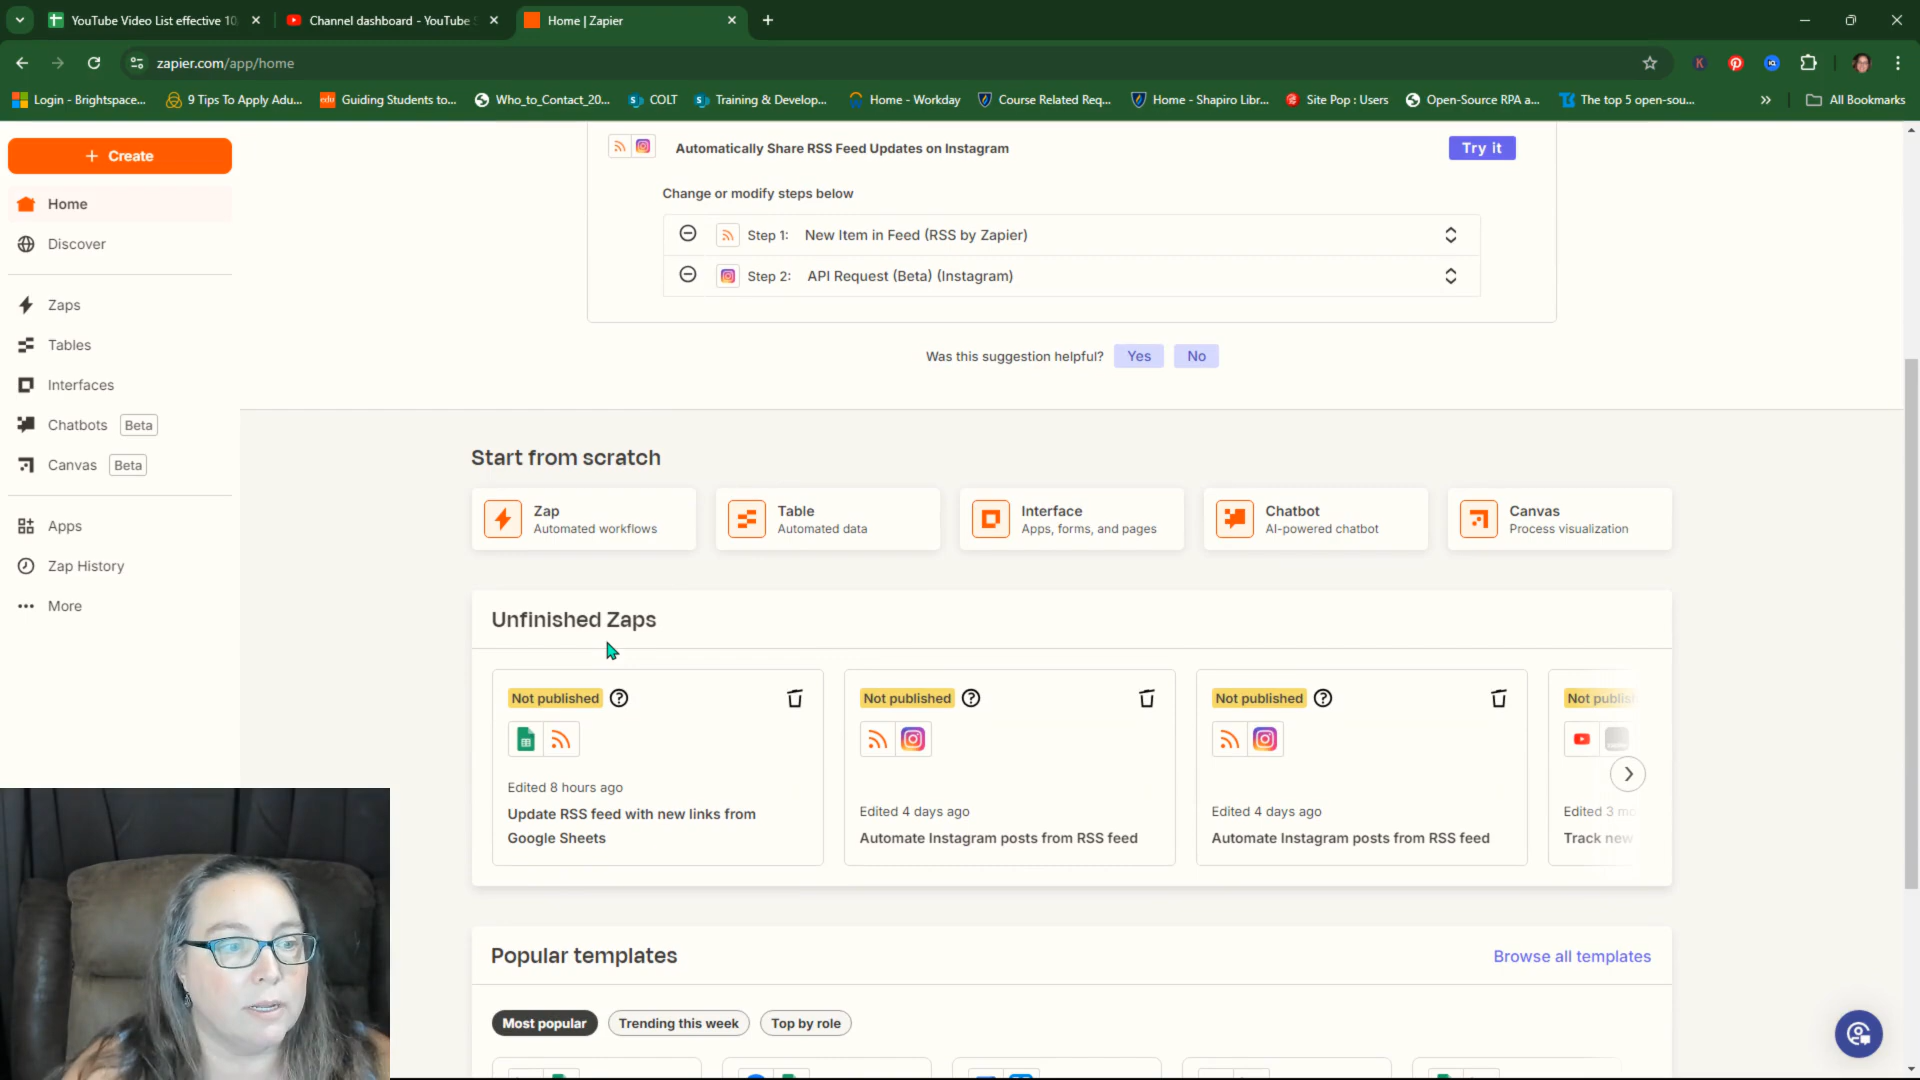 YouTube Video List effective 10
Channel dashboard - YouTube S
Home | Zapier
zapier.com/app/home
Login - Brightspace...
9 Tips To Apply Adu...
edu
Guiding Students to...
Who_to_Contact_20...
COLT
Training & Develop...
Home - Workday
Course Related Req...
Home - Shapiro Libr...
Site Pop : Users
Open-Source RPA a...
The top 5 open-sou...
»
All Bookmarks
+ Create
Home
Discover
Zaps
Tables
Interfaces
Chatbots Beta
Canvas Beta
Apps
Zap History
More
Automatically Share RSS Feed Updates on Instagram
Try it
Change or modify steps below
Step 1: New Item in Feed (RSS by Zapier)
Step 2: API Request (Beta) (Instagram)
Was this suggestion helpful? Yes No
Start from scratch
Zap
Automated workflows
Table
Automated data
Interface
Apps, forms, and pages
Chatbot
AI-powered chatbot
Canvas
Process visualization
Unfinished Zaps
Not published
Edited 8 hours ago
Update RSS feed with new links from
Google Sheets
Not published
Edited 4 days ago
Automate Instagram posts from RSS feed
Not published
Edited 4 days ago
Automate Instagram posts from RSS feed
Not publis
Edited 3 mo
Track new
Popular templates
Browse all templates
Most popular
Trending this week
Top by role